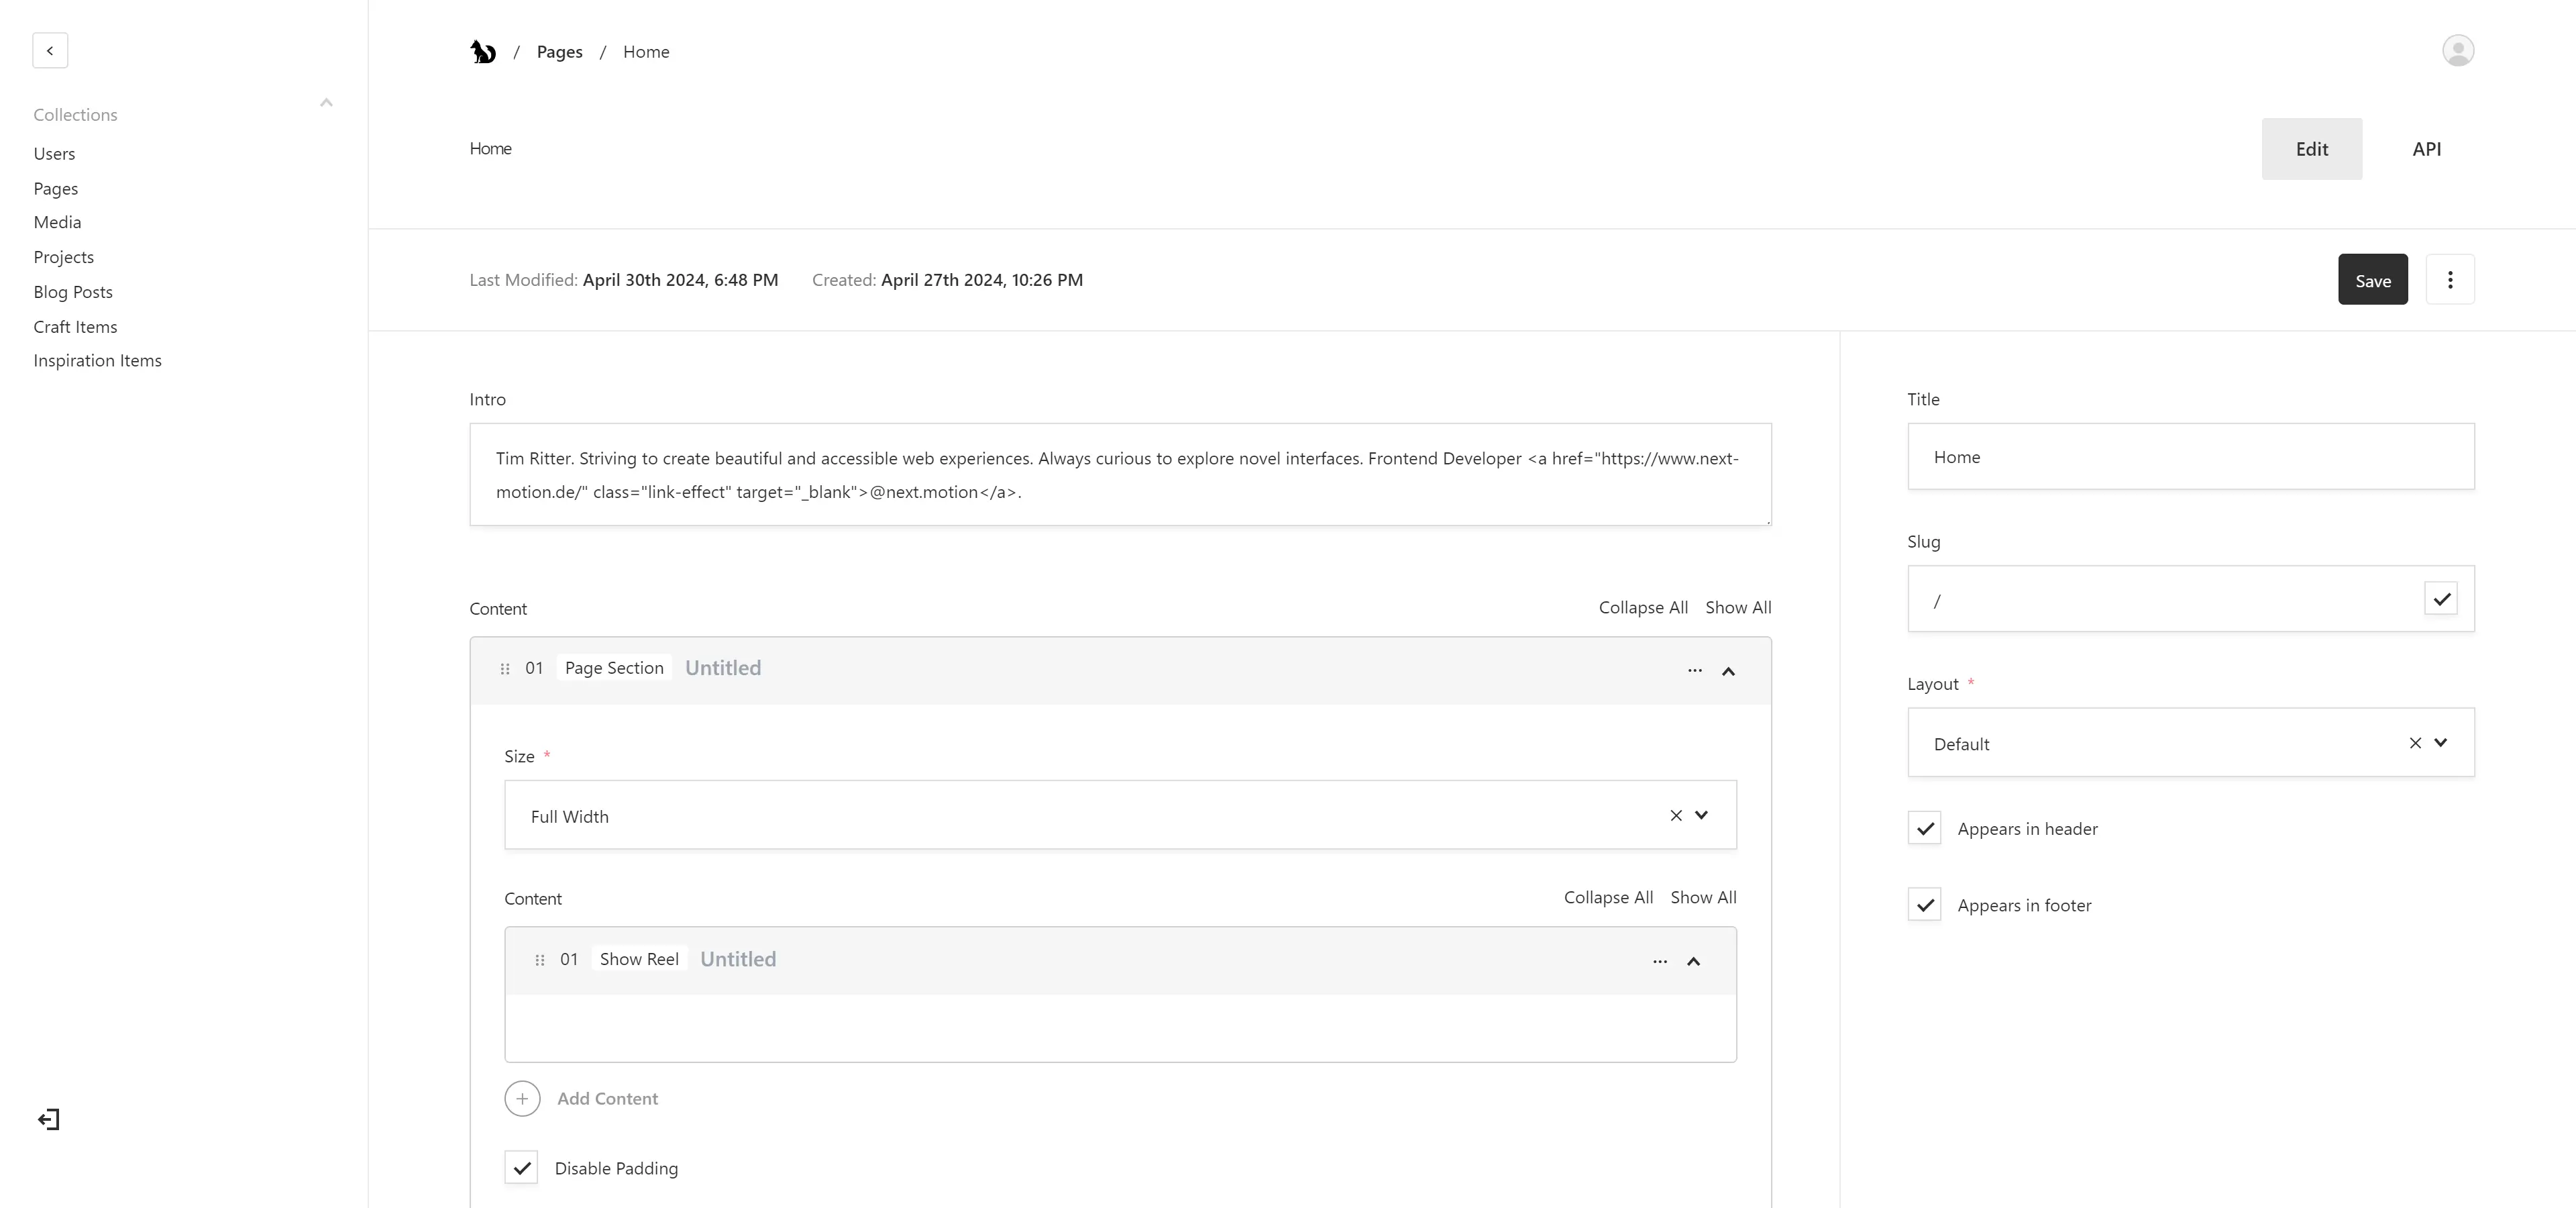 / Pages / Home
Collections
Users
Pages
Media
Projects
Blog Posts
Craft Items
Inspiration Items
Home
Edit API
Last Modified: April 30th 2024, 6:48 PM Created: April 27th 2024, 10:26 PM
Save
Intro
Tim Ritter. Striving to create beautiful and accessible web experiences. Always curious to explore novel interfaces. Frontend Developer <a href="https://www.next-
motion.de/" class="link-effect" target="_blank">@next.motion</a>.
Content Collapse All Show All
01 Page Section Untitled
Size *
Full Width
Content Collapse All Show All
01 Show Reel Untitled
Add Content
Disable Padding
Title
Home
Slug
/
Layout *
Default
Appears in header
Appears in footer